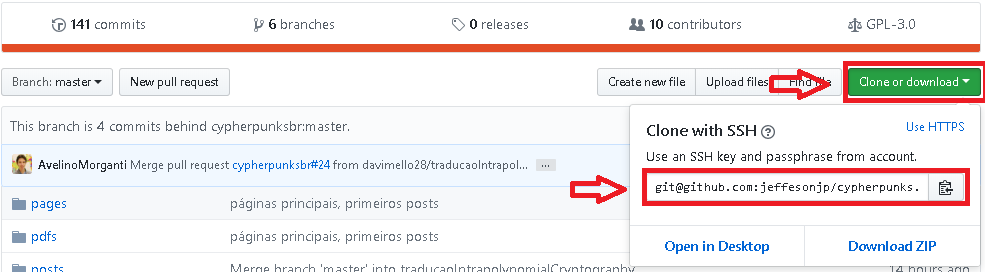 141 commits 6 branches 0 releases 10 contributors GPL-3.0
Branch: master New pull request Create new file Upload files Find file Clone or download
This branch is 4 commits behind cypherpunksbr:master.
AvelinoMorganti Merge pull request cypherpunksbr#24 from davimello28/traducaoIntrapol... ...
pages páginas principais, primeiros posts
pdfs páginas principais, primeiros posts
posts Merge branch 'master' into traducaoIntrapolynomialCryptography 14 hours ago
Clone with SSH ? Use HTTPS
Use an SSH key and passphrase from account.
git@github.com:jeffesonjp/cypherpunks.
Open in Desktop Download ZIP